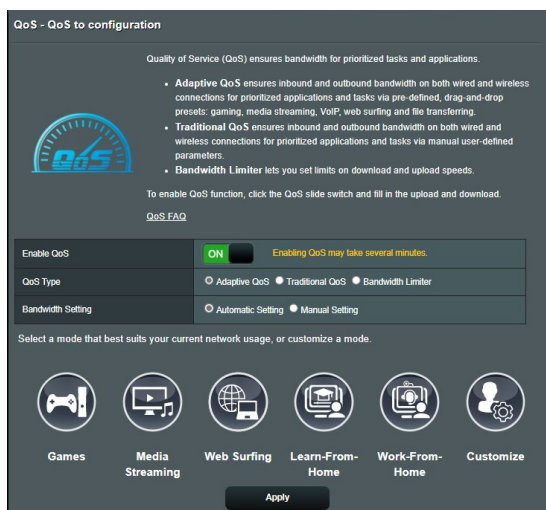 QoS - QoS to configuration
Quality of Service (QoS) ensures bandwidth for prioritized tasks and applications.
• Adaptive QoS ensures inbound and outbound bandwidth on both wired and wireless
connections for prioritized applications and tasks via pre-defined, drag-and-drop
presets: gaming, media streaming, VoIP, web surfing and file transferring.
• Traditional QoS ensures inbound and outbound bandwidth on both wired and
wireless connections for prioritized applications and tasks via manual user-defined
parameters.
• Bandwidth Limiter lets you set limits on download and upload speeds.
QoS
To enable QoS function, click the QoS slide switch and fill in the upload and download.
QoS FAQ
Enable QoS ON Enabling QoS may take several minutes.
QoS Type Adaptive QoS Traditional QoS Bandwidth Limiter
Bandwidth Setting Automatic Setting Manual Setting
Select a mode that best suits your current network usage, or customize a mode.
Games Media Web Surfing Learn-From- Work-From- Customize
Streaming Home Home
Apply